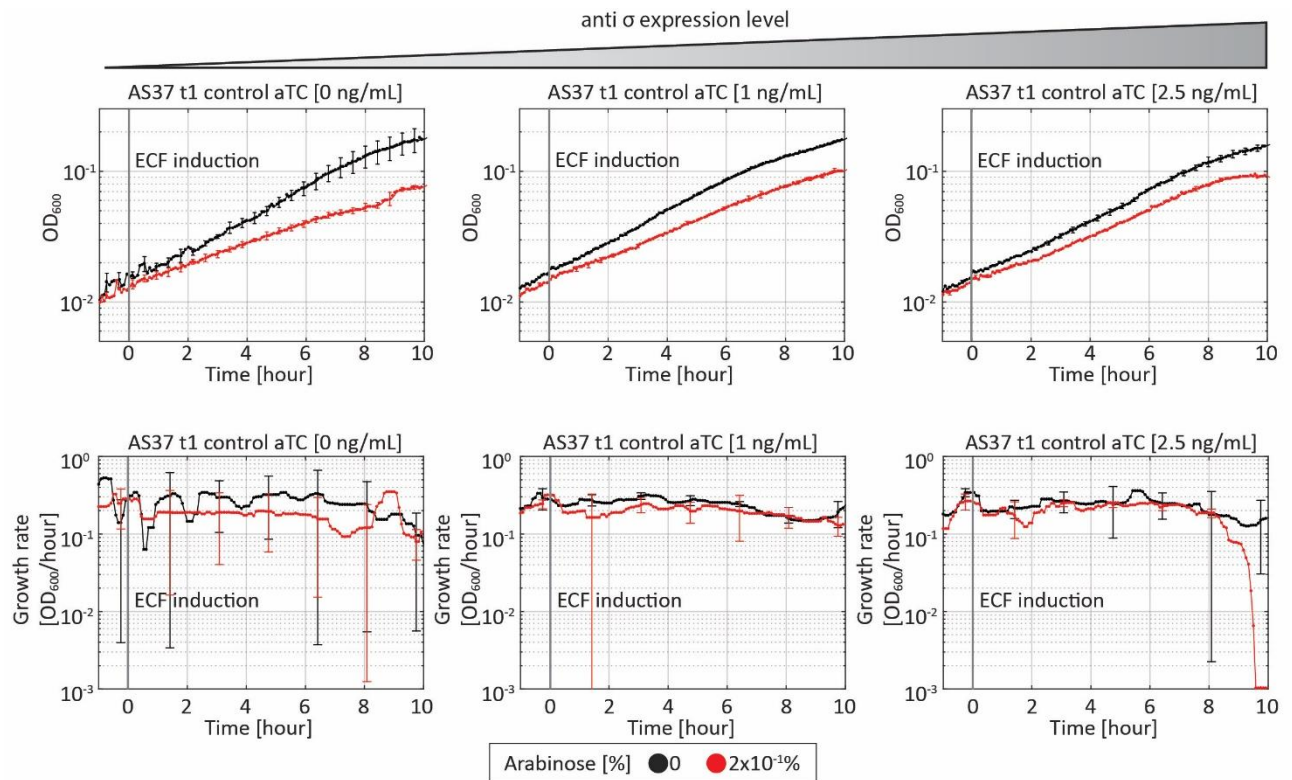 anti σ expression level
AS37 t1 control aTC [0 ng/mL]
ECF induction
OD₆₀₀
10⁻¹
10⁻²
0 2 4 6 8 10
Time [hour]
AS37 t1 control aTC [1 ng/mL]
ECF induction
OD₆₀₀
10⁻¹
10⁻²
0 2 4 6 8 10
Time [hour]
AS37 t1 control aTC [2.5 ng/mL]
ECF induction
OD₆₀₀
10⁻¹
10⁻²
0 2 4 6 8 10
Time [hour]
AS37 t1 control aTC [0 ng/mL]
Growth rate
[OD₆₀₀/hour]
10⁰
10⁻¹
10⁻²
10⁻³
ECF induction
0 2 4 6 8 10
Time [hour]
AS37 t1 control aTC [1 ng/mL]
Growth rate
[OD₆₀₀/hour]
10⁰
10⁻¹
10⁻²
10⁻³
ECF induction
0 2 4 6 8 10
Time [hour]
AS37 t1 control aTC [2.5 ng/mL]
Growth rate
[OD₆₀₀/hour]
10⁰
10⁻¹
10⁻²
10⁻³
ECF induction
0 2 4 6 8 10
Time [hour]
Arabinose [%] 0 2x10⁻¹%